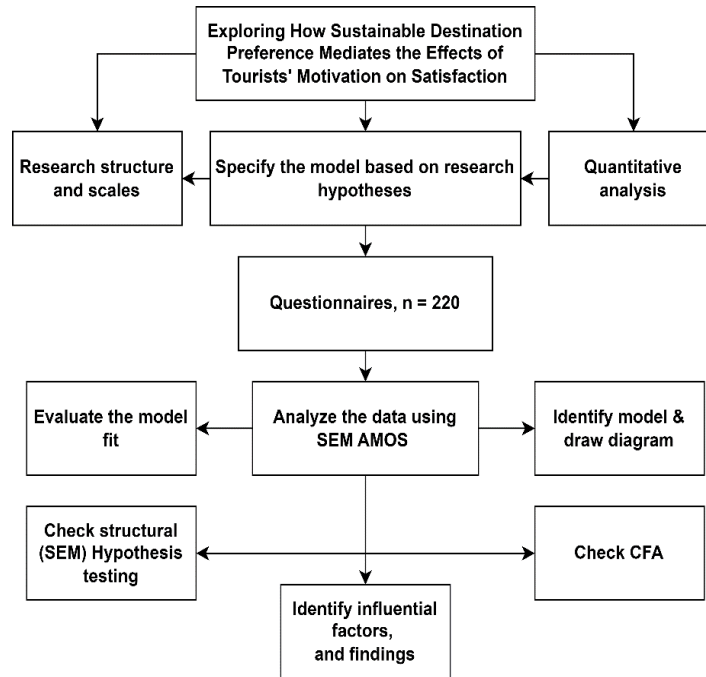 Exploring How Sustainable Destination
Preference Mediates the Effects of
Tourists' Motivation on Satisfaction
Research structure
and scales
Specify the model based on research
hypotheses
Quantitative
analysis
Questionnaires, n = 220
Evaluate the model
fit
Analyze the data using
SEM AMOS
Identify model &
draw diagram
Check structural
(SEM) Hypothesis
testing
Check CFA
Identify influential
factors,
and findings